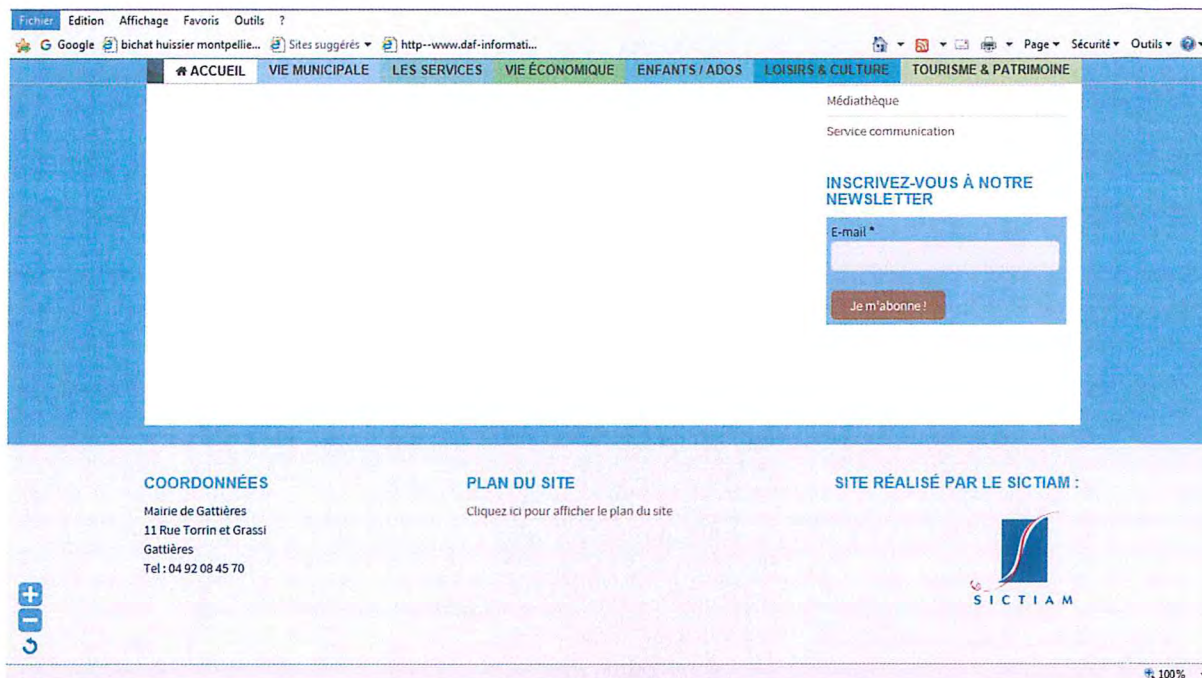 Fichier Edition Affichage Favoris Outils ?
G Google bichat huissier montpellie... Sites suggérés http--www.daf-informati... Page Sécurité Outils
ACCUEIL VIE MUNICIPALE LES SERVICES VIE ÉCONOMIQUE ENFANTS / ADOS LOISIRS & CULTURE TOURISME & PATRIMOINE
Médiathèque
Service communication
INSCRIVEZ-VOUS À NOTRE
NEWSLETTER
E-mail *
Je m'abonne !
COORDONNÉES
Mairie de Gattières
11 Rue Torrin et Grassi
Gattières
Tel : 04 92 08 45 70
PLAN DU SITE
Cliquez ici pour afficher le plan du site
SITE RÉALISÉ PAR LE SICTIAM :
SICTIAM
100%